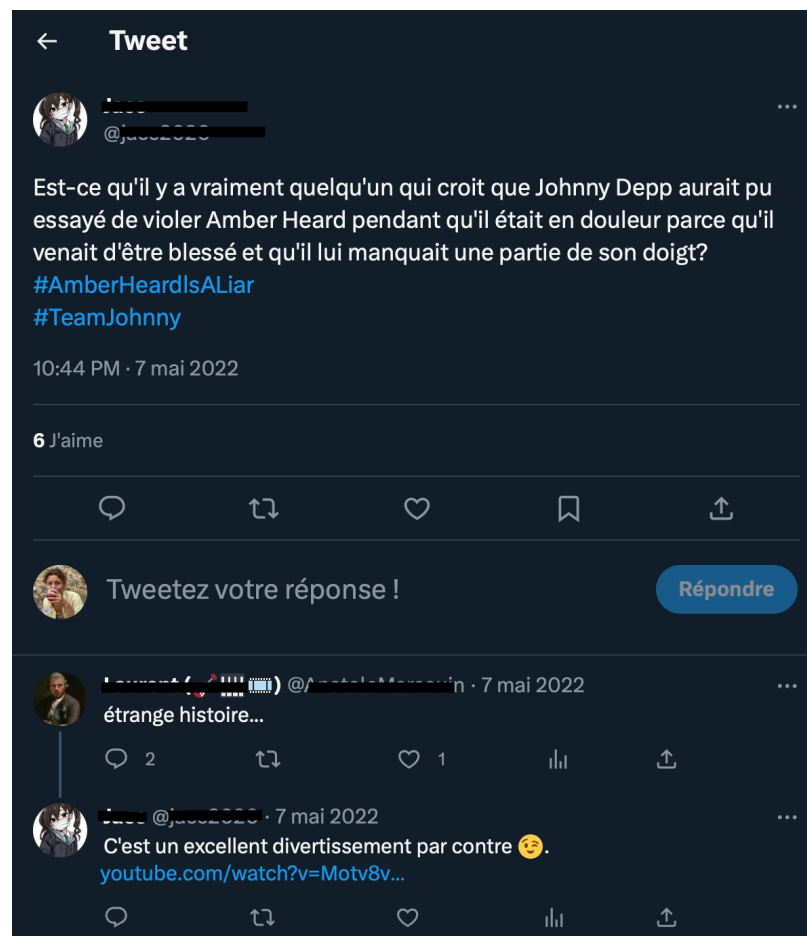 Tweet
Est-ce qu'il y a vraiment quelqu'un qui croit que Johnny Depp aurait pu
essayé de violer Amber Heard pendant qu'il était en douleur parce qu'il
venait d'être blessé et qu'il lui manquait une partie de son doigt?
#AmberHeardIsALiar
#TeamJohnny
10:44 PM · 7 mai 2022
6 J'aime
Tweetez votre réponse !
Répondre
· 7 mai 2022
étrange histoire...
2
1
· 7 mai 2022
C'est un excellent divertissement par contre 😉.
youtube.com/watch?v=Motv8v...